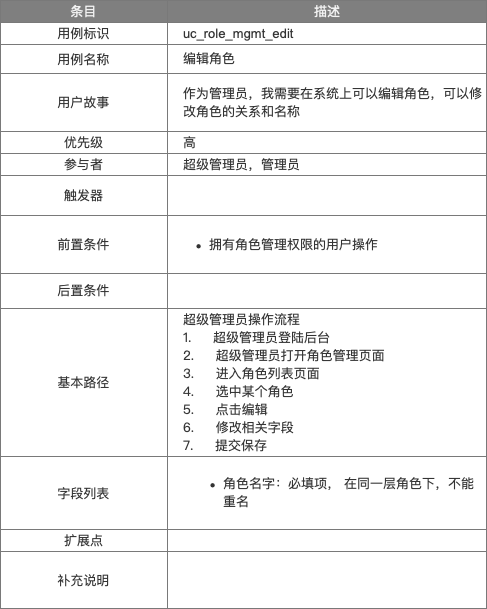 条目 描述
用例标识 uc_role_mgmt_edit
用例名称 编辑角色
用户故事 作为管理员，我需要在系统上可以编辑角色，可以修
改角色的关系和名称
优先级 高
参与者 超级管理员，管理员
触发器
前置条件 • 拥有角色管理权限的用户操作
后置条件
基本路径 超级管理员操作流程
1. 超级管理员登陆后台
2. 超级管理员打开角色管理页面
3. 进入角色列表页面
4. 选中某个角色
5. 点击编辑
6. 修改相关字段
7. 提交保存
字段列表 • 角色名字：必填项， 在同一层角色下，不能
重名
扩展点
补充说明